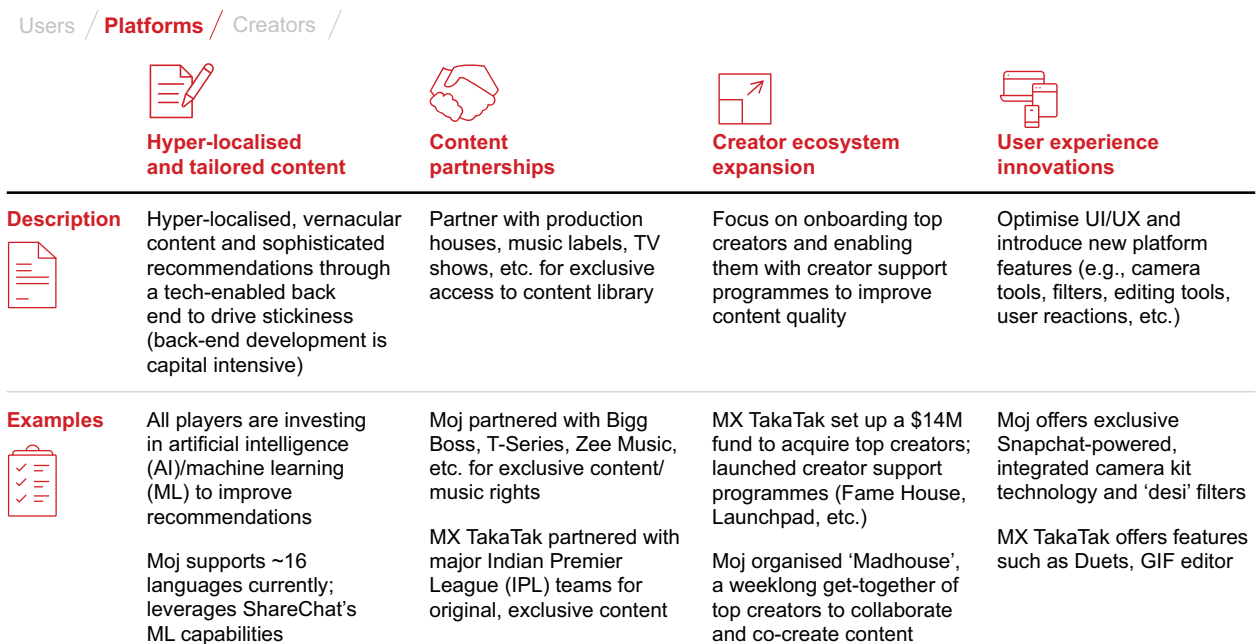 Users / Platforms / Creators /
Hyper-localised
and tailored content
Content
partnerships
Creator ecosystem
expansion
User experience
innovations
Description
Hyper-localised, vernacular
content and sophisticated
recommendations through
a tech-enabled back
end to drive stickiness
(back-end development is
capital intensive)
Partner with production
houses, music labels, TV
shows, etc. for exclusive
access to content library
Focus on onboarding top
creators and enabling
them with creator support
programmes to improve
content quality
Optimise UI/UX and
introduce new platform
features (e.g., camera
tools, filters, editing tools,
user reactions, etc.)
Examples
All players are investing
in artificial intelligence
(AI)/machine learning
(ML) to improve
recommendations
Moj supports ~16
languages currently;
leverages ShareChat's
ML capabilities
Moj partnered with Bigg
Boss, T-Series, Zee Music,
etc. for exclusive content/
music rights
MX TakaTak partnered with
major Indian Premier
League (IPL) teams for
original, exclusive content
MX TakaTak set up a $14M
fund to acquire top creators;
launched creator support
programmes (Fame House,
Launchpad, etc.)
Moj organised ‘Madhouse’,
a weeklong get-together of
top creators to collaborate
and co-create content
Moj offers exclusive
Snapchat-powered,
integrated camera kit
technology and ‘desi’ filters
MX TakaTak offers features
such as Duets, GIF editor